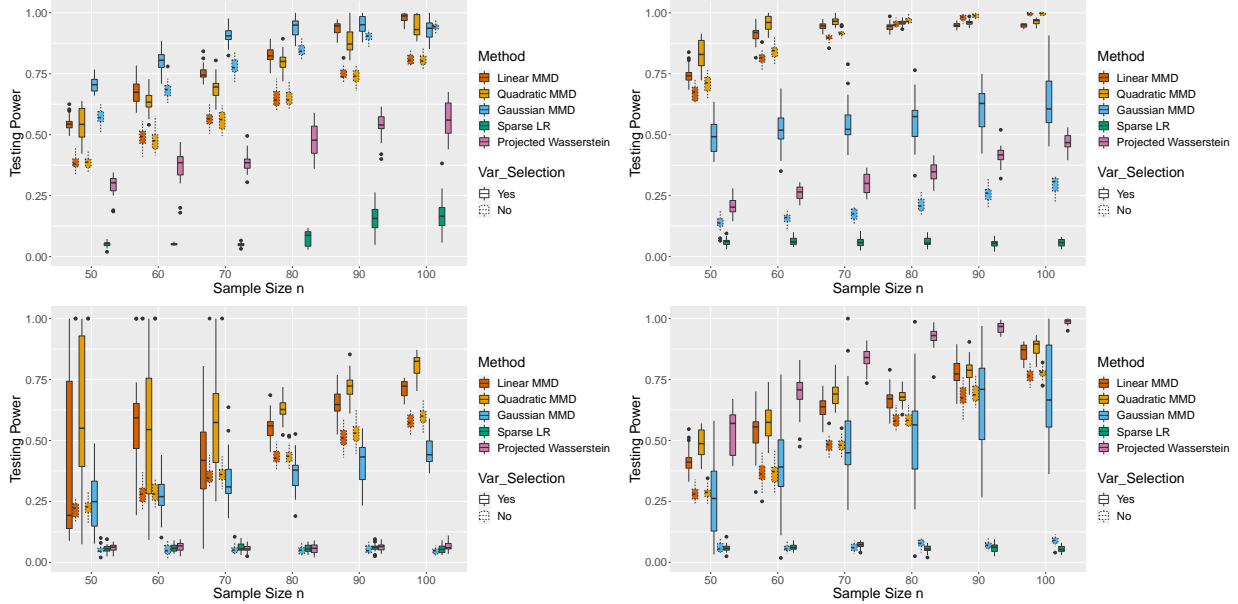 Testing Power
1.00
0.75
0.50
0.25
0.00
50 60 70 80 90 100
Sample Size n
Method
Linear MMD
Quadratic MMD
Gaussian MMD
Sparse LR
Projected Wasserstein
Var_Selection
Yes
No
Testing Power
1.00
0.75
0.50
0.25
0.00
50 60 70 80 90 100
Sample Size n
Method
Linear MMD
Quadratic MMD
Gaussian MMD
Sparse LR
Projected Wasserstein
Var_Selection
Yes
No
Testing Power
1.00
0.75
0.50
0.25
0.00
50 60 70 80 90 100
Sample Size n
Method
Linear MMD
Quadratic MMD
Gaussian MMD
Sparse LR
Projected Wasserstein
Var_Selection
Yes
No
Testing Power
1.00
0.75
0.50
0.25
0.00
50 60 70 80 90 100
Sample Size n
Method
Linear MMD
Quadratic MMD
Gaussian MMD
Sparse LR
Projected Wasserstein
Var_Selection
Yes
No